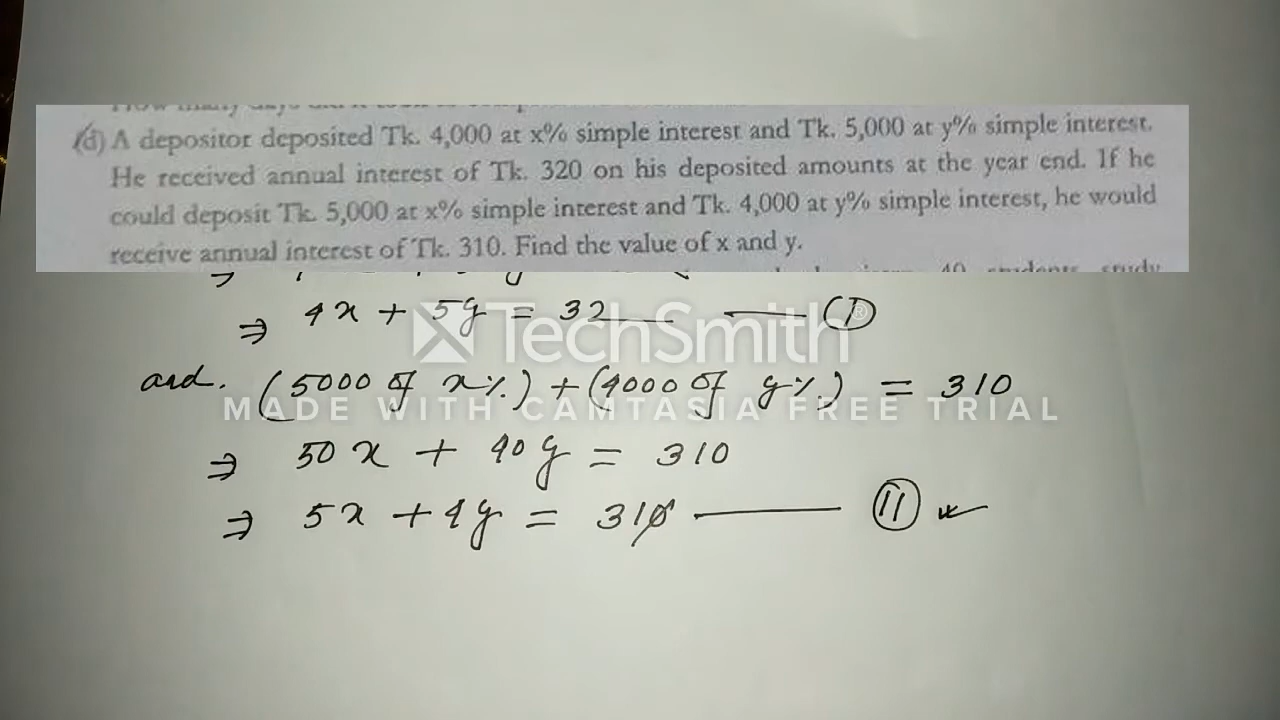 (d) A depositor deposited Tk. 4,000 at x% simple interest and Tk. 5,000 at y% simple interest.
He received annual interest of Tk. 320 on his deposited amounts at the year end. If he
could deposit Tk. 5,000 at x% simple interest and Tk. 4,000 at y% simple interest, he would
receive annual interest of Tk. 310. Find the value of x and y.
40 students study
⇒ 4x + 5y = 32 —— (I)
TechSmith®
and. (5000 of x%) + (4000 of y%) = 310
MADE WITH CAMTASIA FREE TRIAL
⇒ 50x + 40y = 310
⇒ 5x + 4y = 310 —— (II)